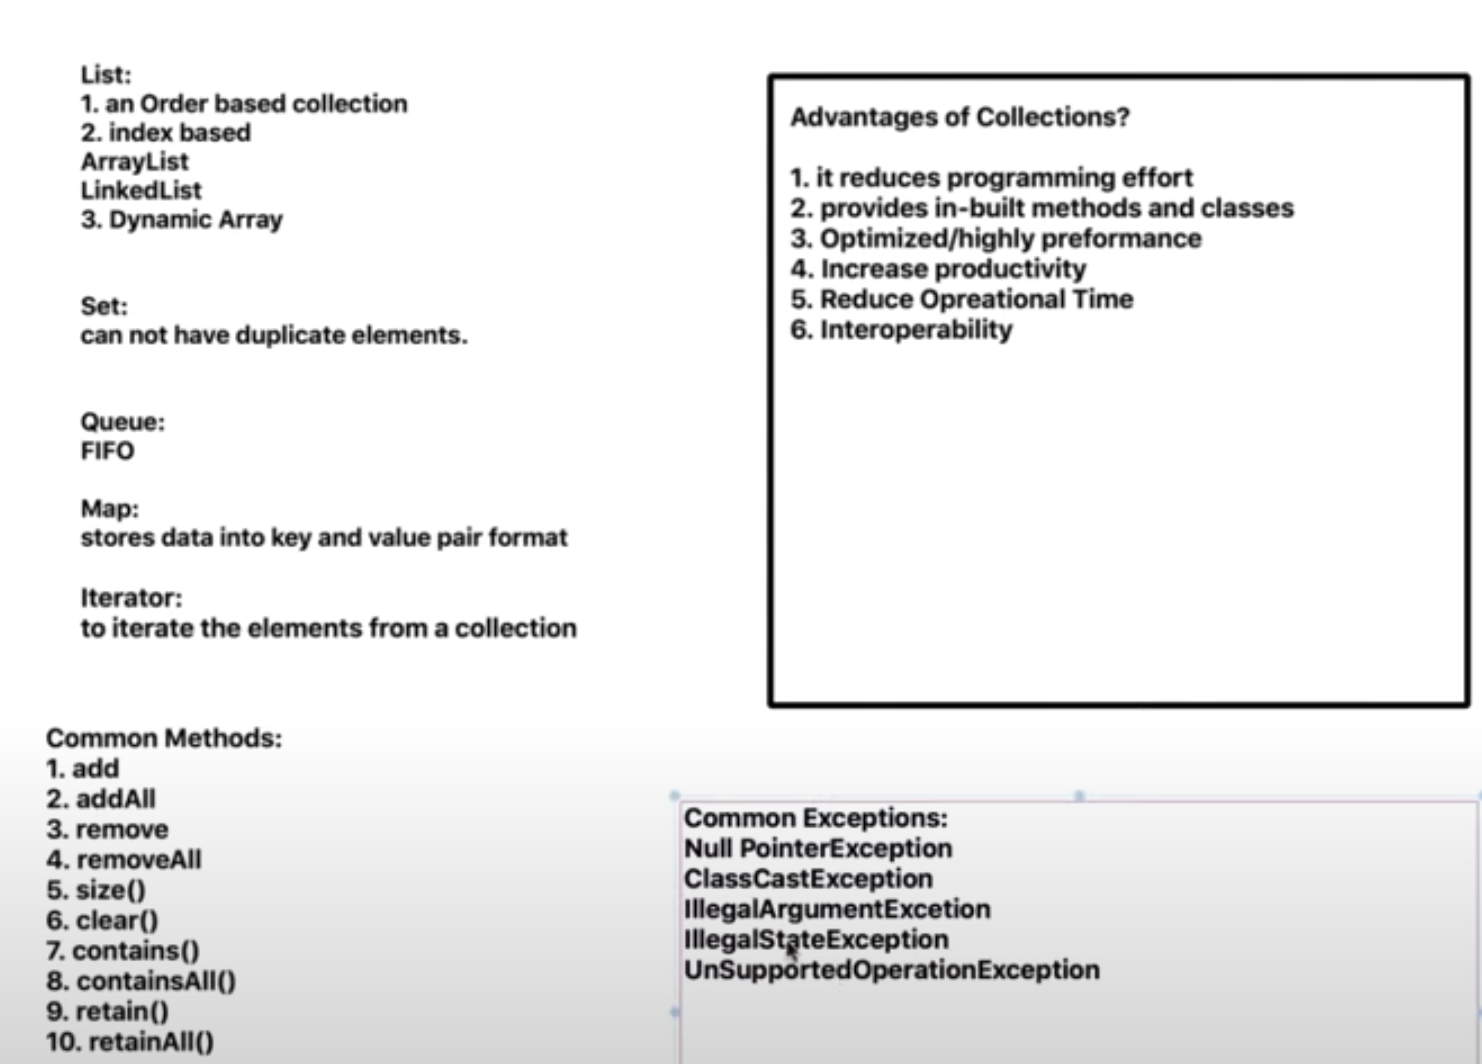 List:
1. an Order based collection
2. index based
ArrayList
LinkedList
3. Dynamic Array
Set:
can not have duplicate elements.
Queue:
FIFO
Map:
stores data into key and value pair format
Iterator:
to iterate the elements from a collection
Advantages of Collections?
1. it reduces programming effort
2. provides in-built methods and classes
3. Optimized/highly preformance
4. Increase productivity
5. Reduce Opreational Time
6. Interoperability
Common Methods:
1. add
2. addAll
3. remove
4. removeAll
5. size()
6. clear()
7. contains()
8. containsAll()
9. retain()
10. retainAll()
Common Exceptions:
Null PointerException
ClassCastException
IllegalArgumentExcetion
IllegalStateException
UnSupportedOperationException